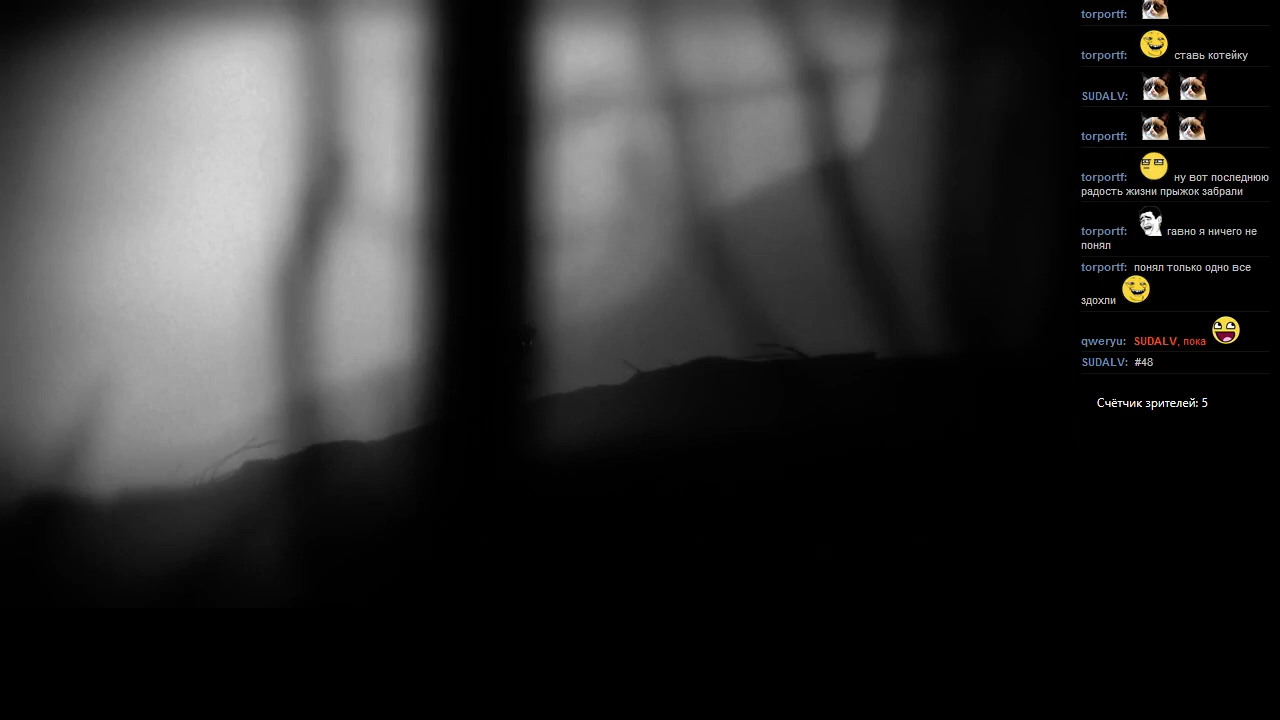 torportf:
torportf: ставь котейку
SUDALV:
torportf:
torportf: ну вот последнюю
радость жизни прыжок забрали
torportf: гавно я ничего не
понял
torportf: понял только одно все
здохли
qweryu: SUDALV, пока
SUDALV: #48
Счётчик зрителей: 5